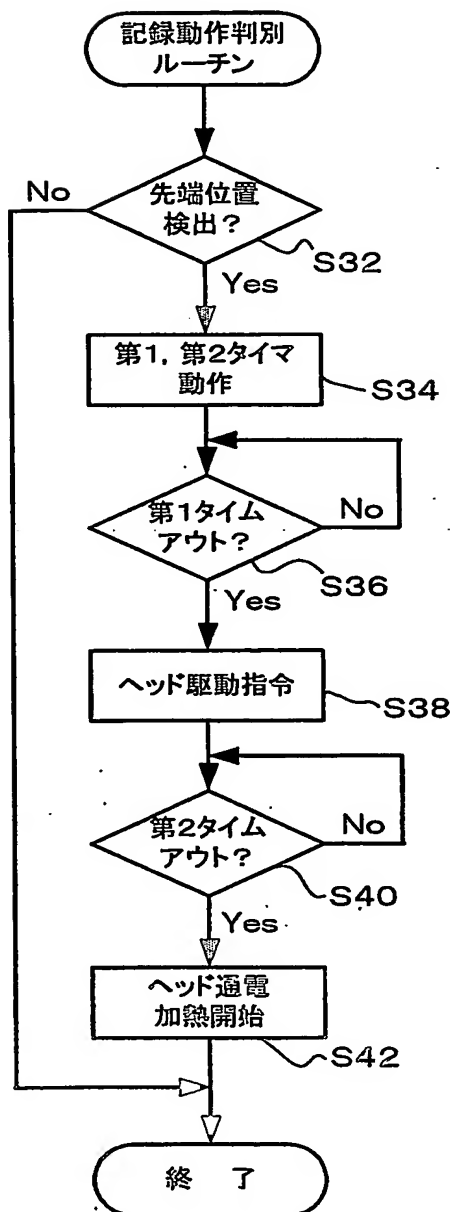 記録動作判別
ルーチン
No
先端位置
検出?
S32
Yes
第1,第2タイマ
動作
S34
第1タイム
アウト?
No
S36
Yes
ヘッド駆動指令
S38
第2タイム
アウト?
No
S40
Yes
ヘッド通電
加熱開始
S42
終 了